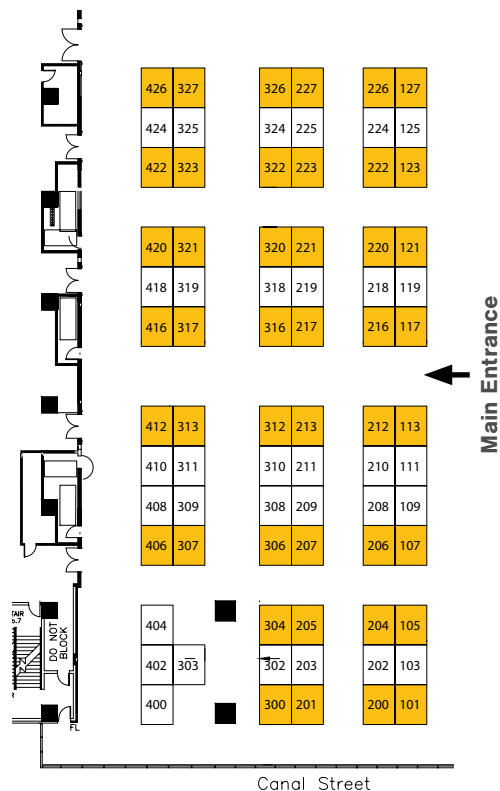 426 327 326 227 226 127
424 325 324 225 224 125
422 323 322 223 222 123
420 321 320 221 220 121
418 319 318 219 218 119
416 317 316 217 216 117
Main Entrance
412 313 312 213 212 113
410 311 310 211 210 111
408 309 308 209 208 109
406 307 306 207 206 107
404 304 205 204 105
402 303 302 203 202 103
400 300 201 200 101
DO NOT
BLOCK
FL
Canal Street